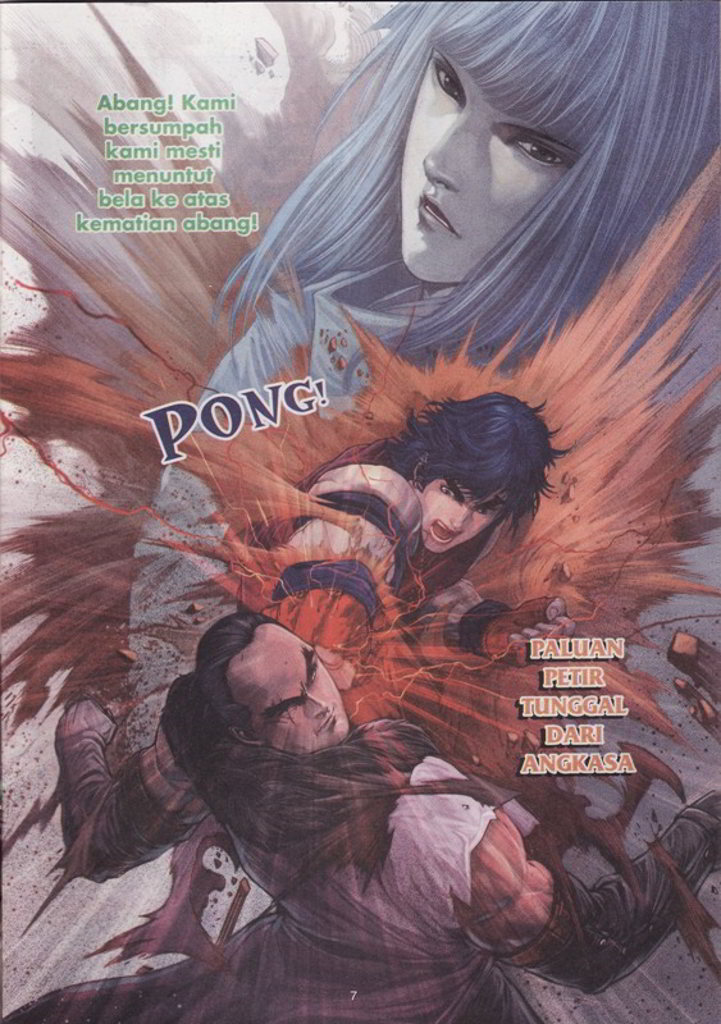 Abang! Kami
bersumpah
kami mesti
menuntut
bela ke atas
kematian abang!
PONG!
PALUAN
PETIR
TUNGGAL
DARI
ANGKASA
7